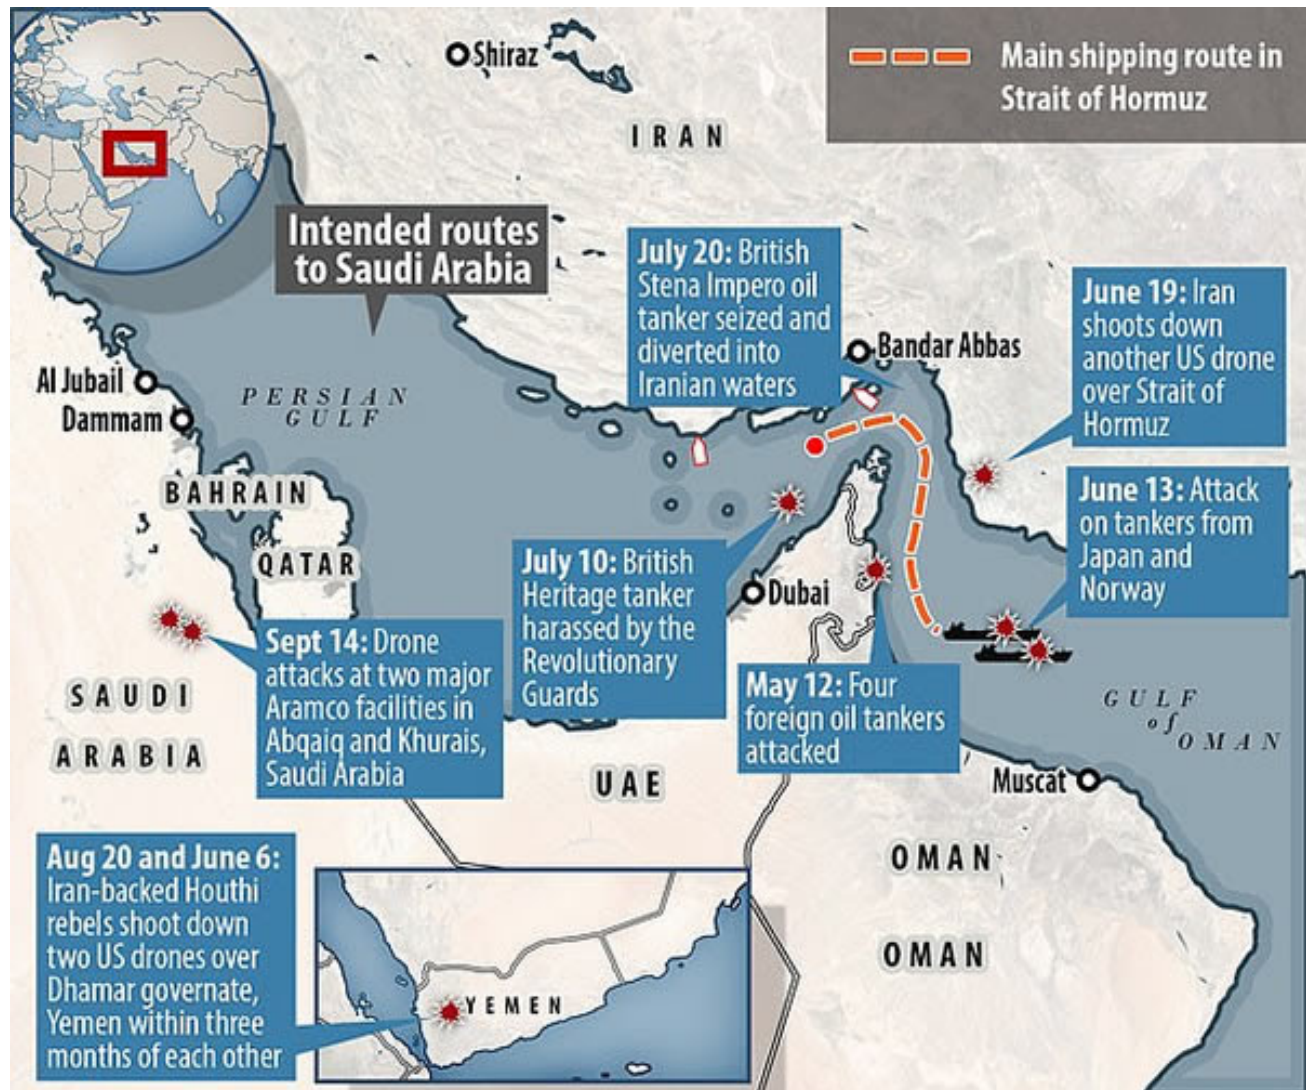 Main shipping route in
Strait of Hormuz
Shiraz
IRAN
Intended routes
to Saudi Arabia
July 20: British
Stena Impero oil
tanker seized and
diverted into
Iranian waters
June 19: Iran
shoots down
another US drone
over Strait of
Hormuz
Bandar Abbas
Al Jubail
Dammam
PERSIAN
GULF
BAHRAIN
QATAR
June 13: Attack
on tankers from
Japan and
Norway
July 10: British
Heritage tanker
harassed by the
Revolutionary
Guards
Dubai
Sept 14: Drone
attacks at two major
Aramco facilities in
Abqaiq and Khurais,
Saudi Arabia
May 12: Four
foreign oil tankers
attacked
SAUDI
ARABIA
GULF
of
OMAN
UAE
Muscat
OMAN
OMAN
Aug 20 and June 6:
Iran-backed Houthi
rebels shoot down
two US drones over
Dhamar governate,
Yemen within three
months of each other
YEMEN